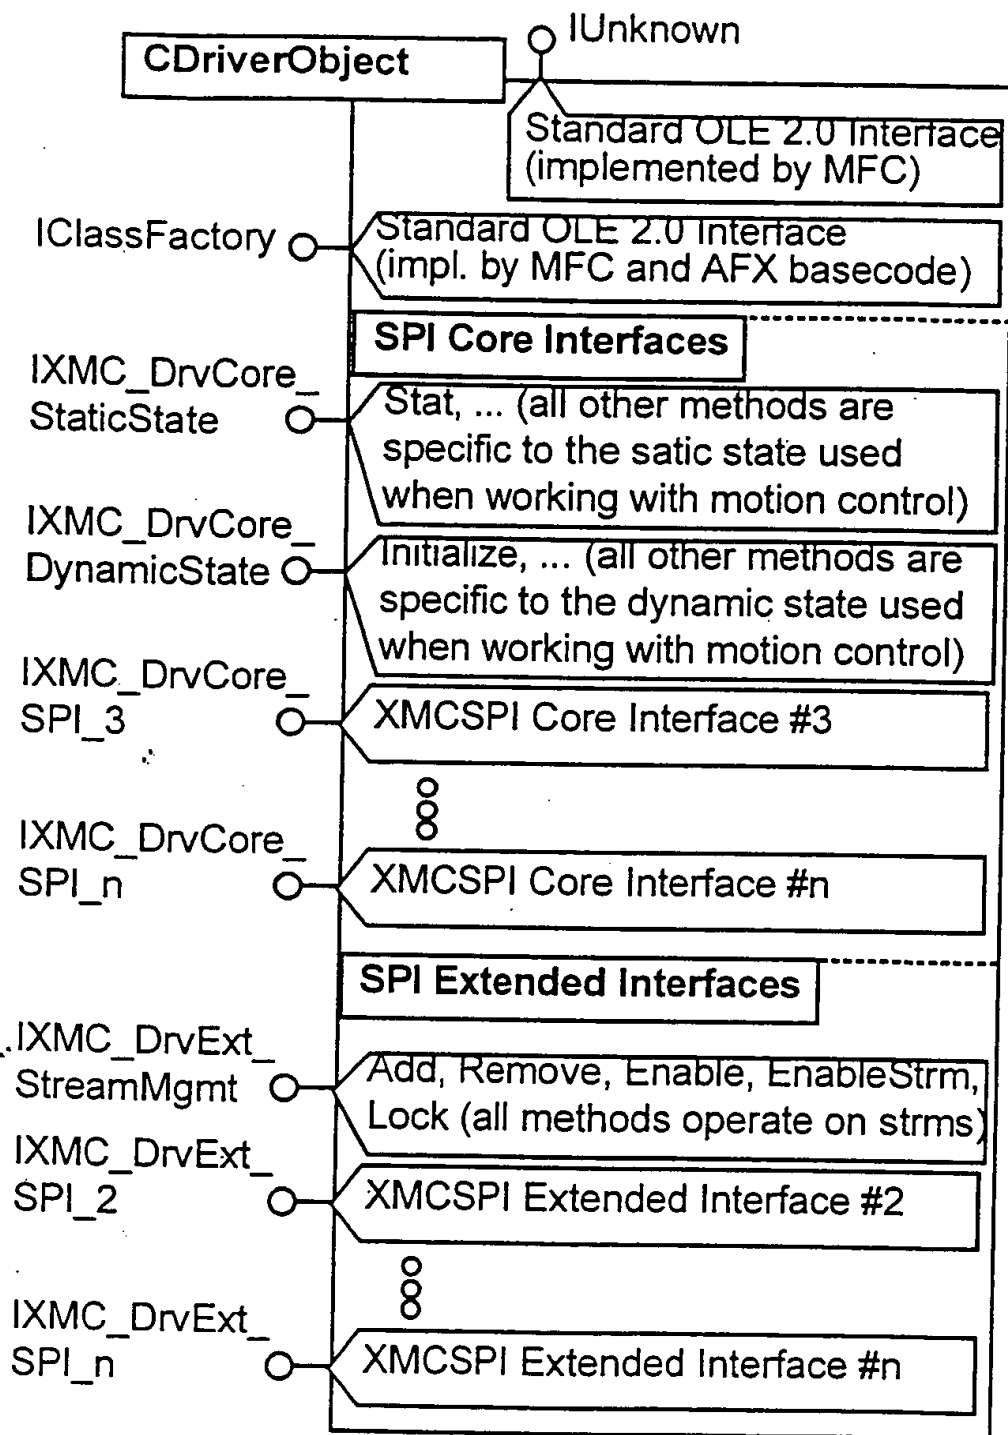 IUnknown
CDriverObject
Standard OLE 2.0 Interface
(implemented by MFC)
IClassFactory
Standard OLE 2.0 Interface
(impl. by MFC and AFX basecode)
SPI Core Interfaces
IXMC_DrvCore_
StaticState
Stat, ... (all other methods are
specific to the satic state used
when working with motion control)
IXMC_DrvCore_
DynamicState
Initialize, ... (all other methods are
specific to the dynamic state used
when working with motion control)
IXMC_DrvCore_
SPI_3
XMCSPI Core Interface #3
IXMC_DrvCore_
SPI_n
XMCSPI Core Interface #n
SPI Extended Interfaces
IXMC_DrvExt_
StreamMgmt
Add, Remove, Enable, EnableStrm,
Lock (all methods operate on strms)
IXMC_DrvExt_
SPI_2
XMCSPI Extended Interface #2
IXMC_DrvExt_
SPI_n
XMCSPI Extended Interface #n